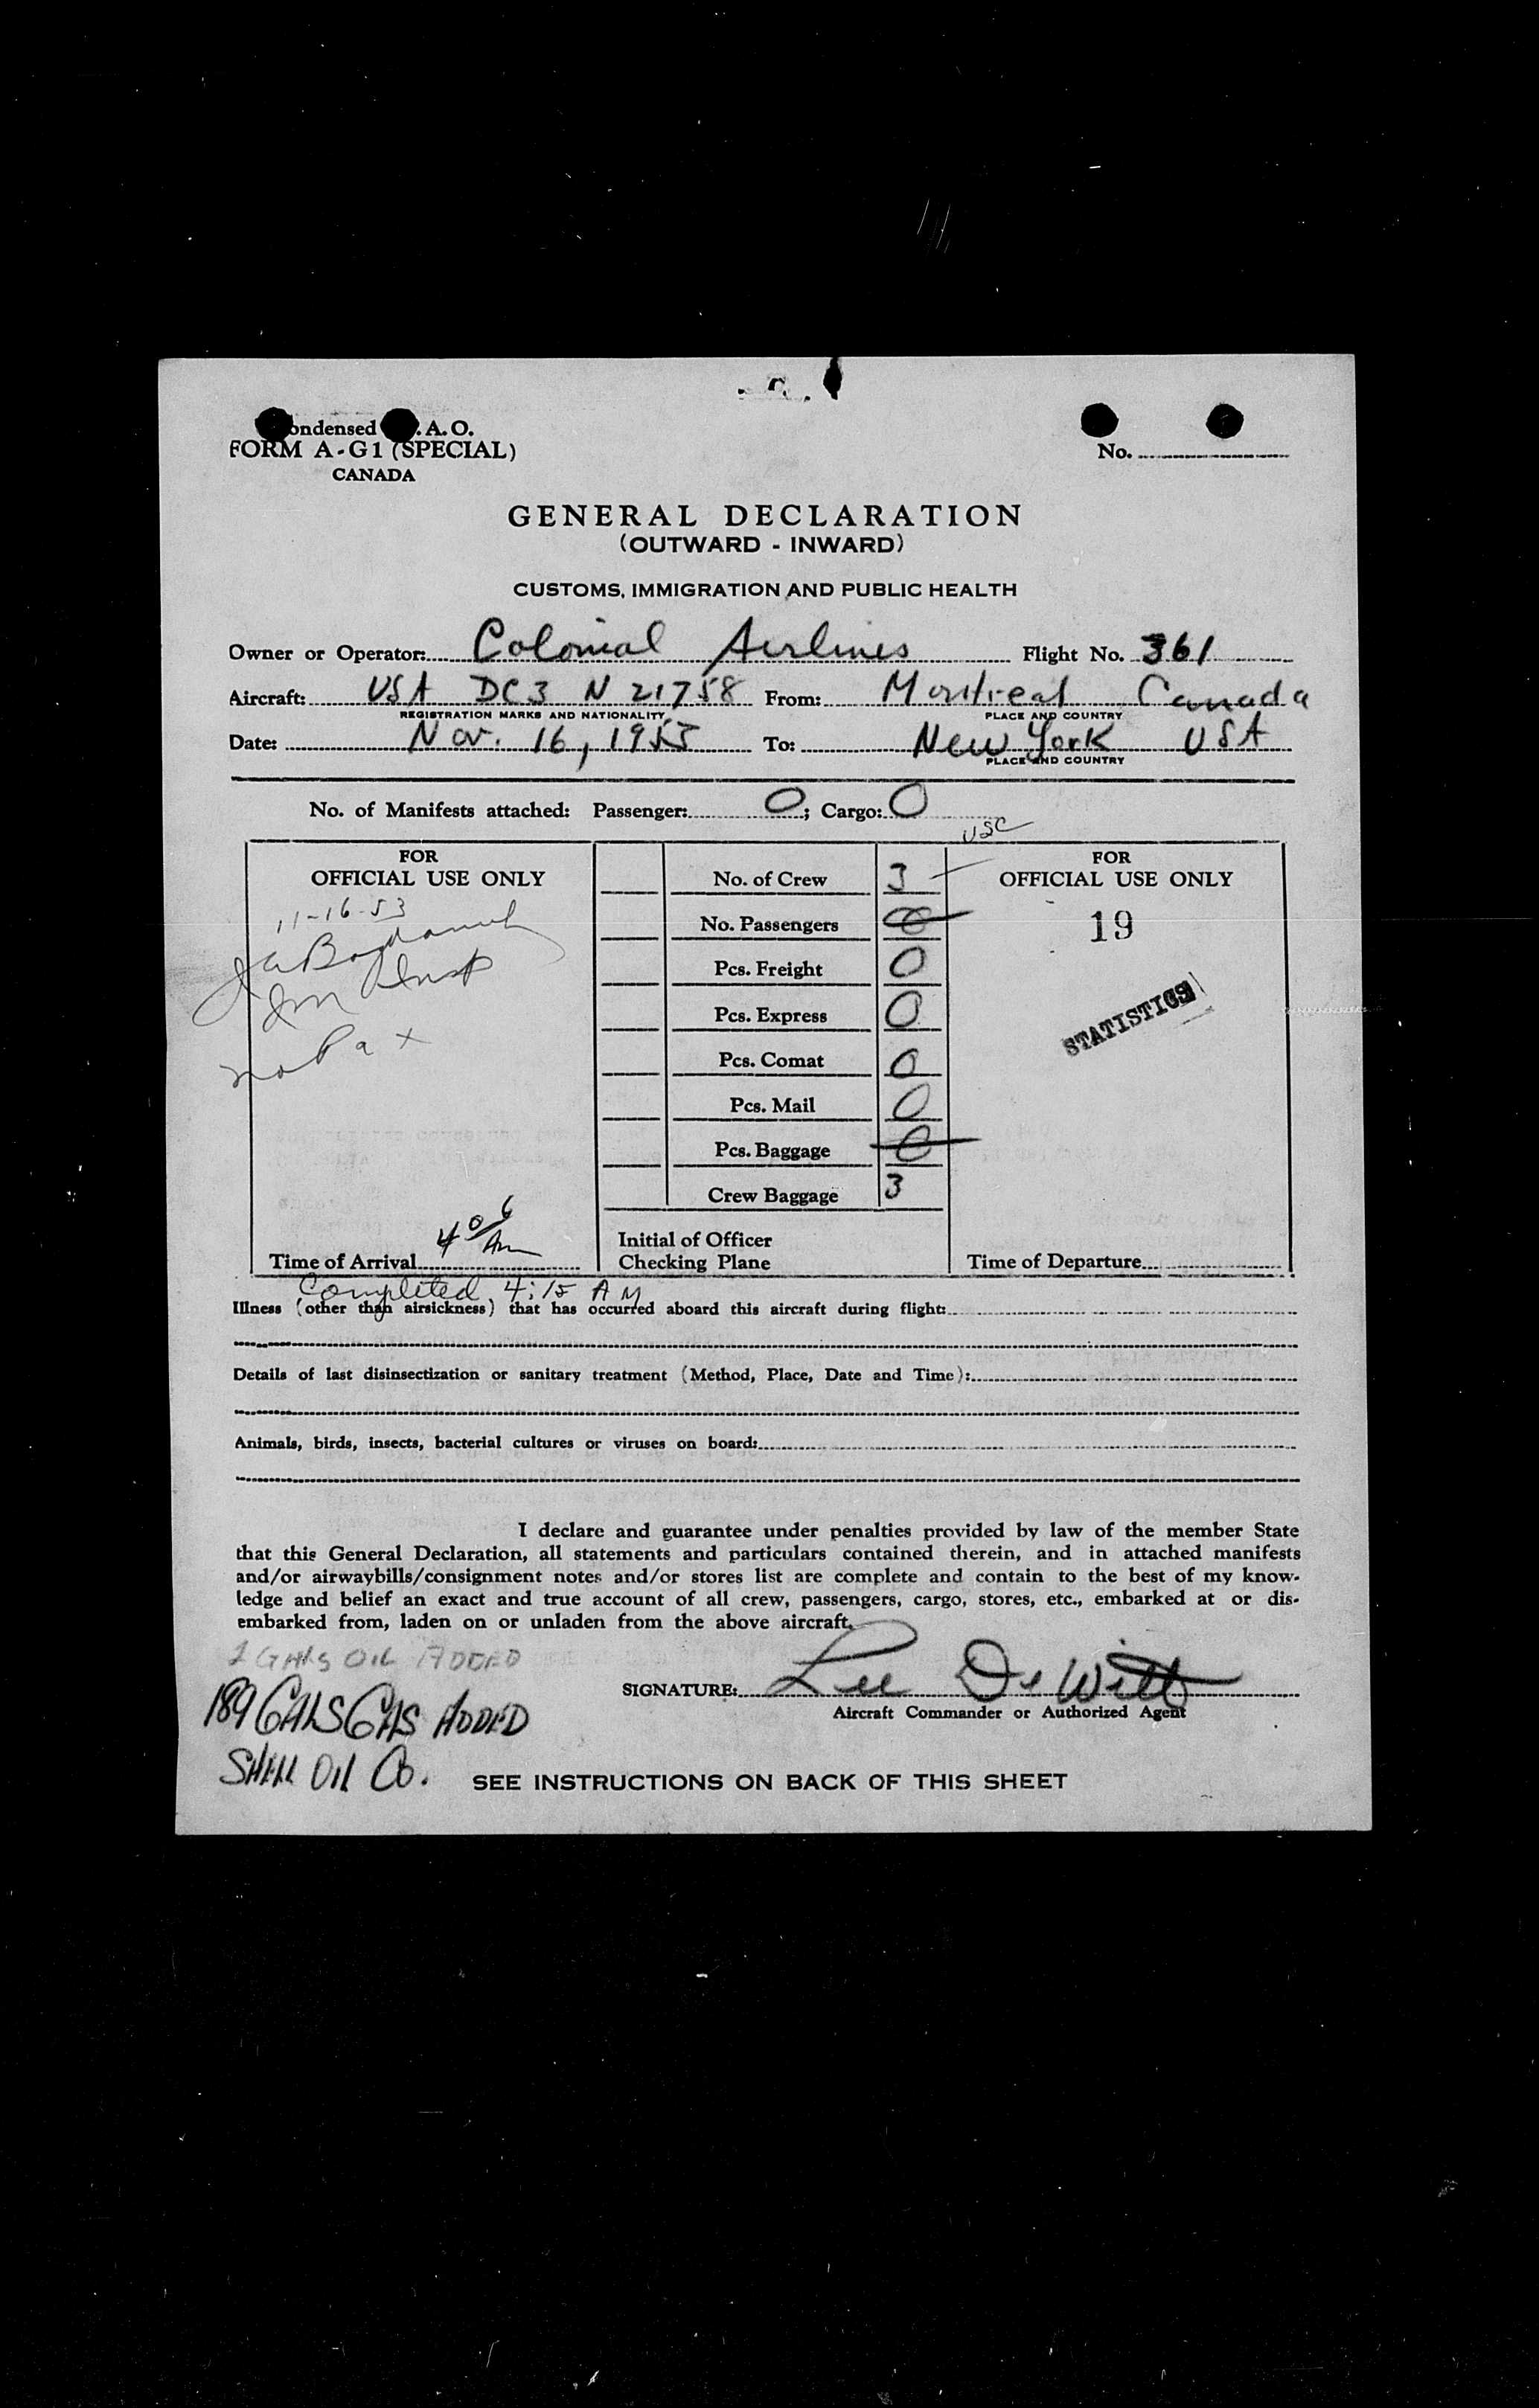 ondensed .A.O.
FORM A-G1 (SPECIAL)
CANADA
No.
GENERAL DECLARATION
(OUTWARD - INWARD)
CUSTOMS, IMMIGRATION AND PUBLIC HEALTH
Owner or Operator: Colonial Airlines Flight No. 361
Aircraft: USA DC3 N 21758 From: Montreal Canada
REGISTRATION MARKS AND NATIONALITY PLACE AND COUNTRY
Date: Nov. 16, 1953 To: New York USA
PLACE AND COUNTRY
No. of Manifests attached: Passenger: 0; Cargo: 0
USC
FOR
OFFICIAL USE ONLY
11-16-53
Im Insp
no Pax
4 06 Am
Time of Arrival
No. of Crew 3
No. Passengers 0
Pcs. Freight 0
Pcs. Express 0
Pcs. Comat 0
Pcs. Mail 0
Pcs. Baggage 0
Crew Baggage 3
Initial of Officer
Checking Plane
FOR
OFFICIAL USE ONLY
19
STATISTICS
Time of Departure
Completed 4:15 AM
Illness (other than airsickness) that has occurred aboard this aircraft during flight:
Details of last disinsectization or sanitary treatment (Method, Place, Date and Time):
Animals, birds, insects, bacterial cultures or viruses on board:
I declare and guarantee under penalties provided by law of the member State
that this General Declaration, all statements and particulars contained therein, and in attached manifests
and/or airwaybills/consignment notes and/or stores list are complete and contain to the best of my know-
ledge and belief an exact and true account of all crew, passengers, cargo, stores, etc., embarked at or dis-
embarked from, laden on or unladen from the above aircraft.
GALS OIL ADDED
189 GALS GAS ADDED
SHELL OIL Co.
SIGNATURE: Lee De Witt
Aircraft Commander or Authorized Agent
SEE INSTRUCTIONS ON BACK OF THIS SHEET